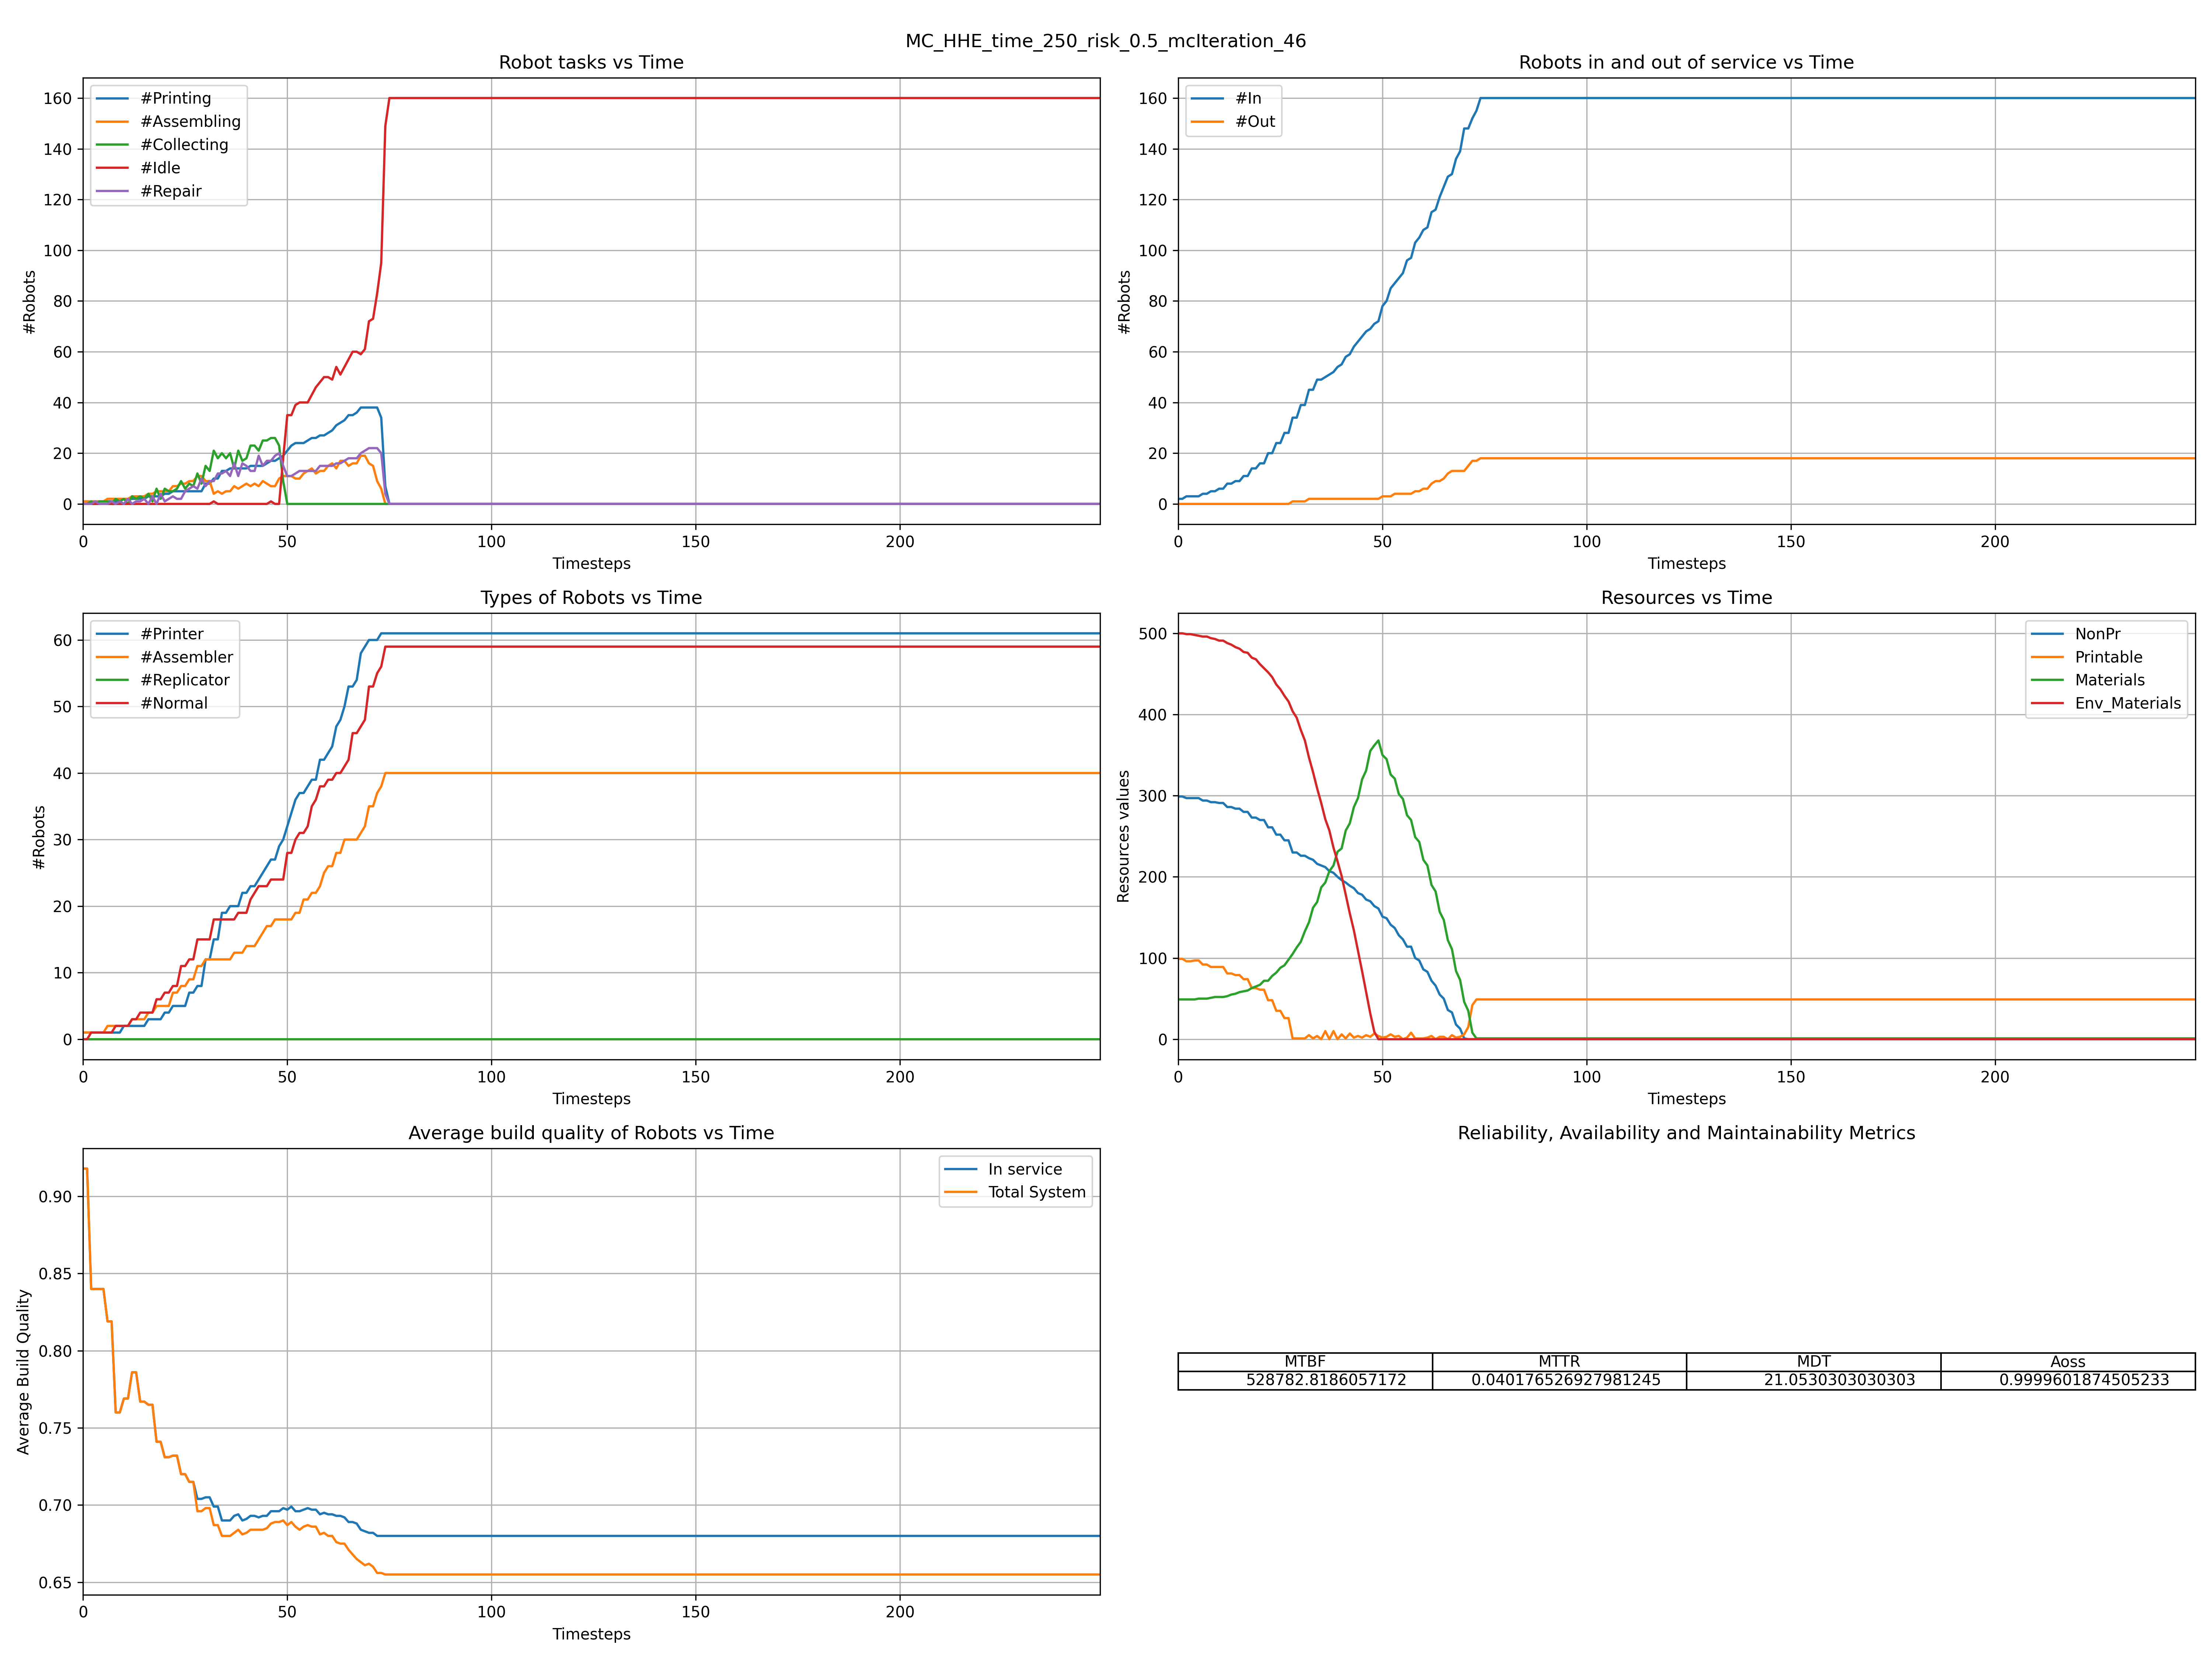 MC_HHE_time_250_risk_0.5_mcIteration_46
Robot tasks vs Time
#Printing
#Assembling
#Collecting
#Idle
#Repair
160
140
120
100
80
60
40
20
0
#Robots
0 50 100 150 200
Timesteps
Robots in and out of service vs Time
#In
#Out
160
140
120
100
80
60
40
20
0
#Robots
0 50 100 150 200
Timesteps
Types of Robots vs Time
#Printer
#Assembler
#Replicator
#Normal
60
50
40
30
20
10
0
#Robots
0 50 100 150 200
Timesteps
Resources vs Time
NonPr
Printable
Materials
Env_Materials
500
400
300
200
100
0
Resources values
0 50 100 150 200
Timesteps
Average build quality of Robots vs Time
In service
Total System
0.90
0.85
0.80
0.75
0.70
0.65
Average Build Quality
0 50 100 150 200
Timesteps
Reliability, Availability and Maintainability Metrics
MTBF MTTR MDT Aoss
528782.8186057172 0.040176526927981245 21.0530303030303 0.9999601874505233